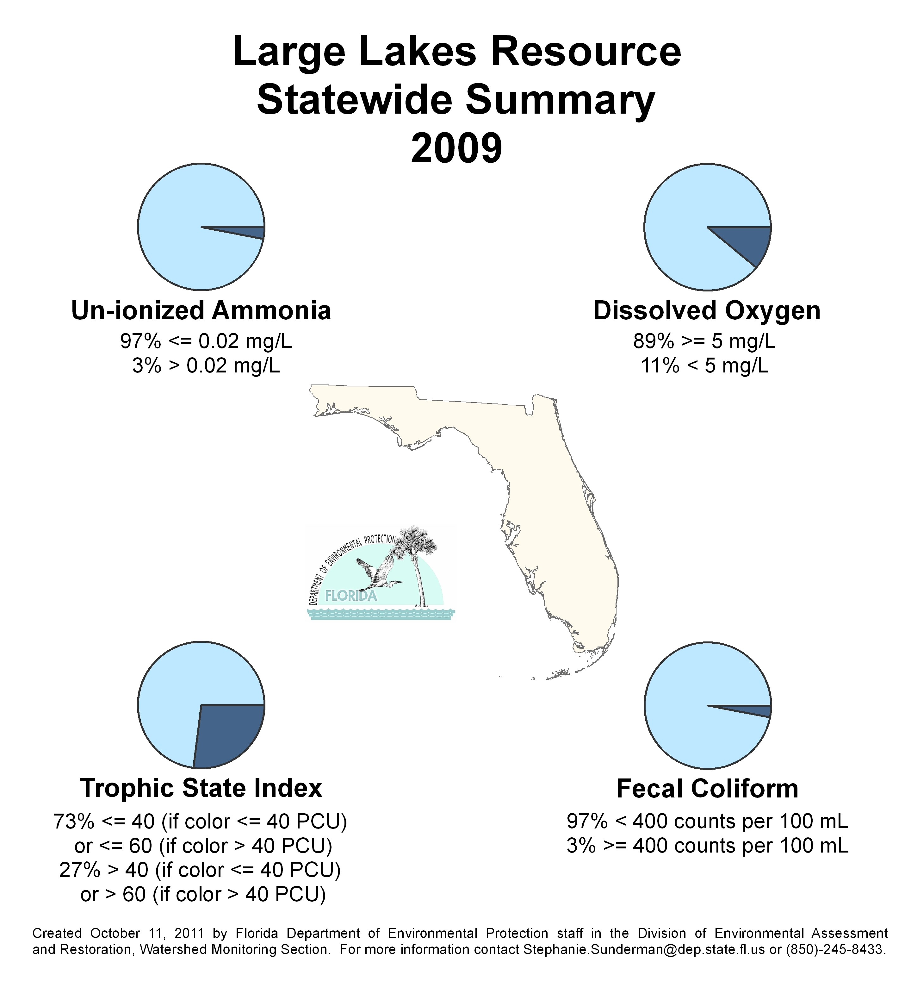 Large Lakes Resource
Statewide Summary
2009
Un-ionized Ammonia
97% <= 0.02 mg/L
3% > 0.02 mg/L
Dissolved Oxygen
89% >= 5 mg/L
11% < 5 mg/L
DEPARTMENT OF ENVIRONMENTAL PROTECTION
FLORIDA
Trophic State Index
73% <= 40 (if color <= 40 PCU)
or <= 60 (if color > 40 PCU)
27% > 40 (if color <= 40 PCU)
or > 60 (if color > 40 PCU)
Fecal Coliform
97% < 400 counts per 100 mL
3% >= 400 counts per 100 mL
Created October 11, 2011 by Florida Department of Environmental Protection staff in the Division of Environmental Assessment
and Restoration, Watershed Monitoring Section.  For more information contact Stephanie.Sunderman@dep.state.fl.us or (850)-245-8433.